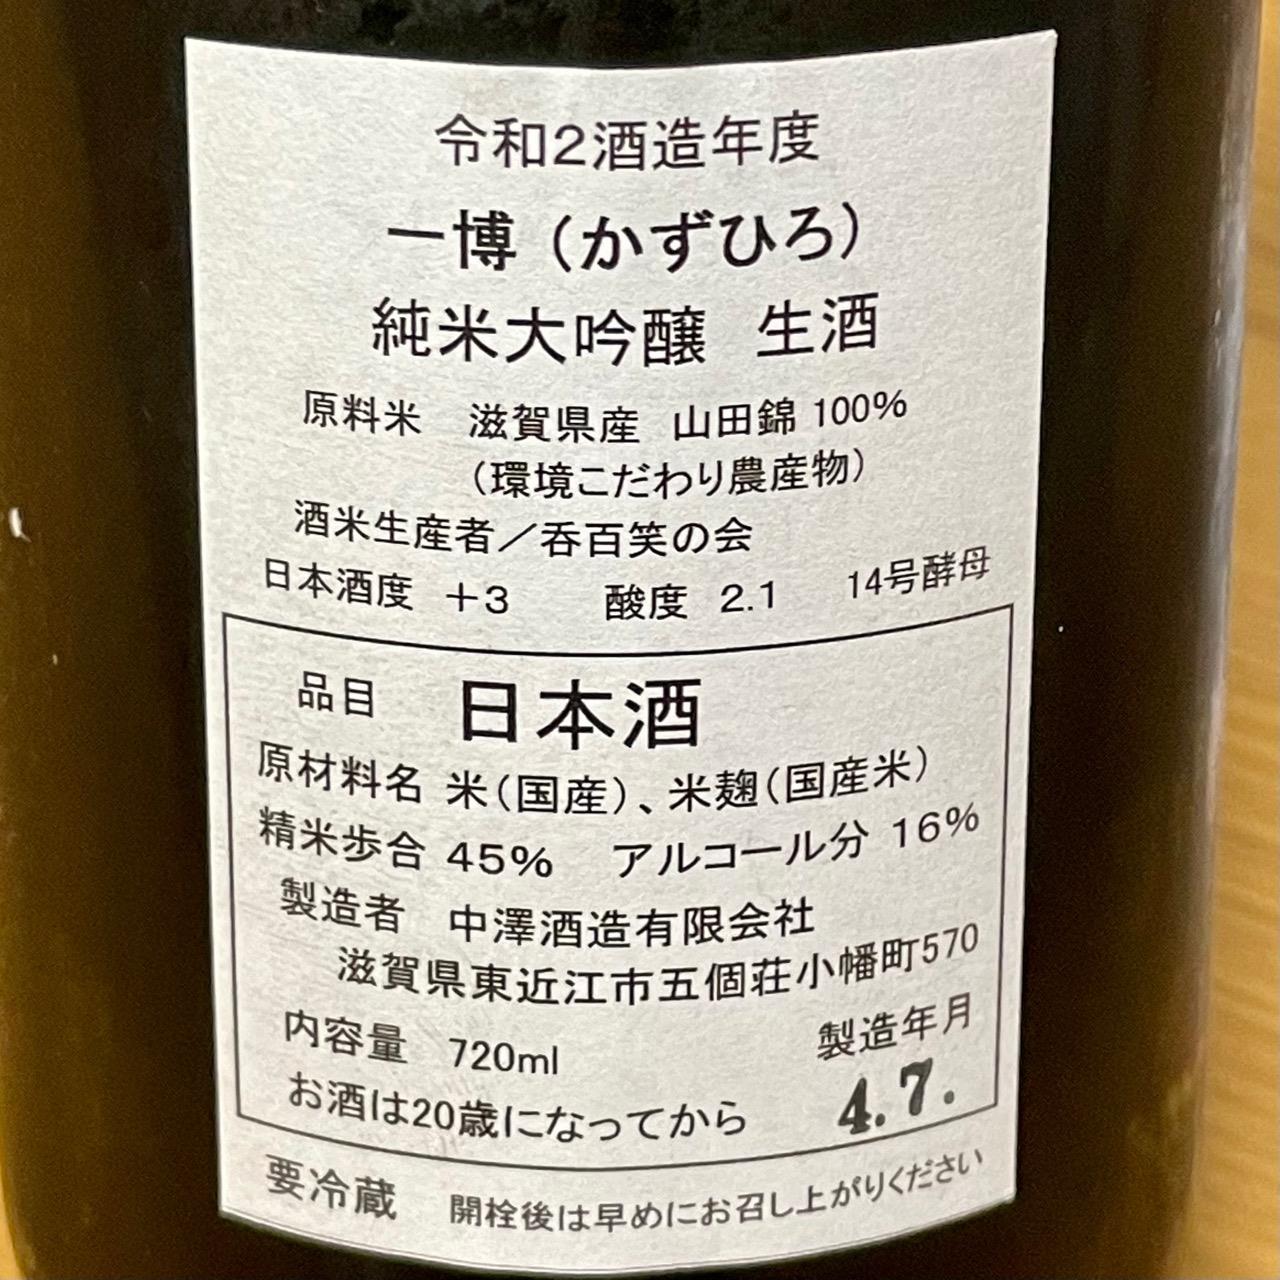 令和2酒造年度
一博（かずひろ）
純米大吟醸　生酒
原料米　滋賀県産　山田錦 100%
（環境こだわり農産物）
酒米生産者／呑百笑の会
日本酒度　＋3　　酸度　2.1　　14号酵母
品目　日本酒
原材料名 米（国産）、米麹（国産米）
精米歩合 45%　アルコール分 16%
製造者　中澤酒造有限会社
滋賀県東近江市五個荘小幡町570
内容量　720ml　製造年月
お酒は20歳になってから　4.7.
要冷蔵　開栓後は早めにお召し上がりください